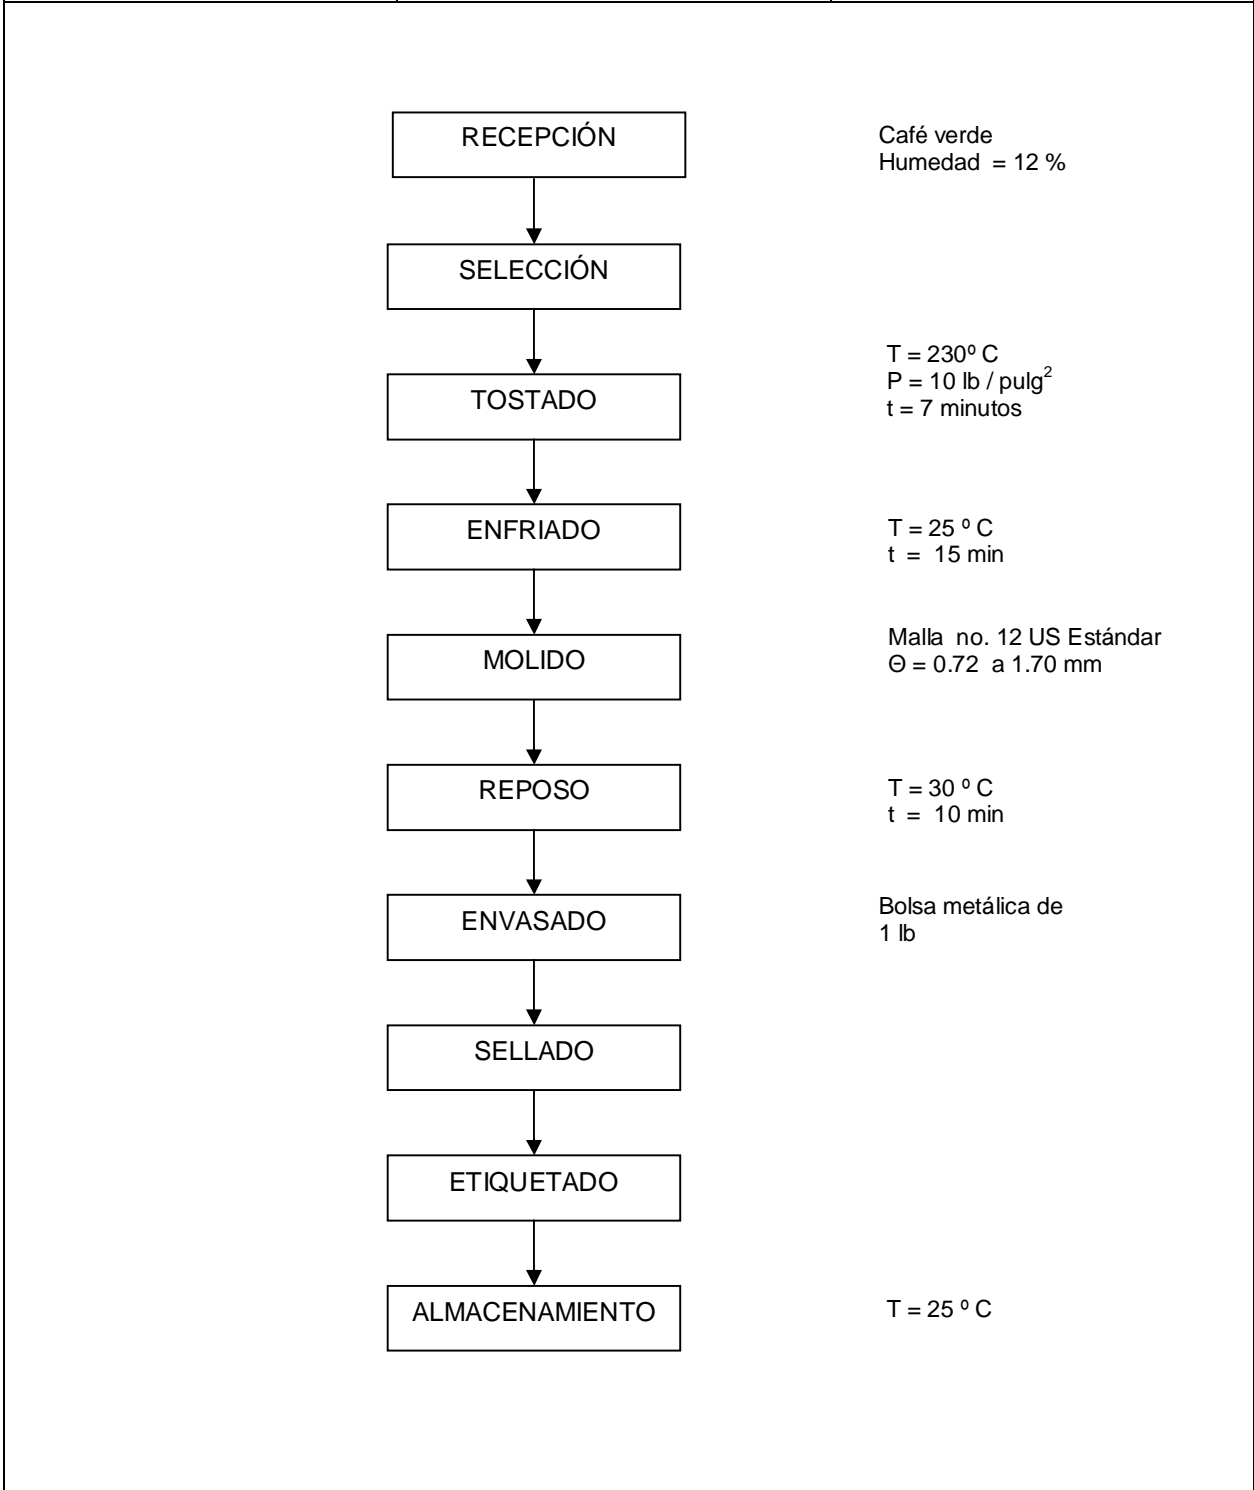 RECEPCIÓN
Café verde
Humedad = 12 %
SELECCIÓN
TOSTADO
T = 230º C
P = 10 lb / pulg²
t = 7 minutos
ENFRIADO
T = 25 º C
t = 15 min
MOLIDO
Malla no. 12 US Estándar
Θ = 0.72 a 1.70 mm
REPOSO
T = 30 º C
t = 10 min
ENVASADO
Bolsa metálica de
1 lb
SELLADO
ETIQUETADO
ALMACENAMIENTO
T = 25 º C